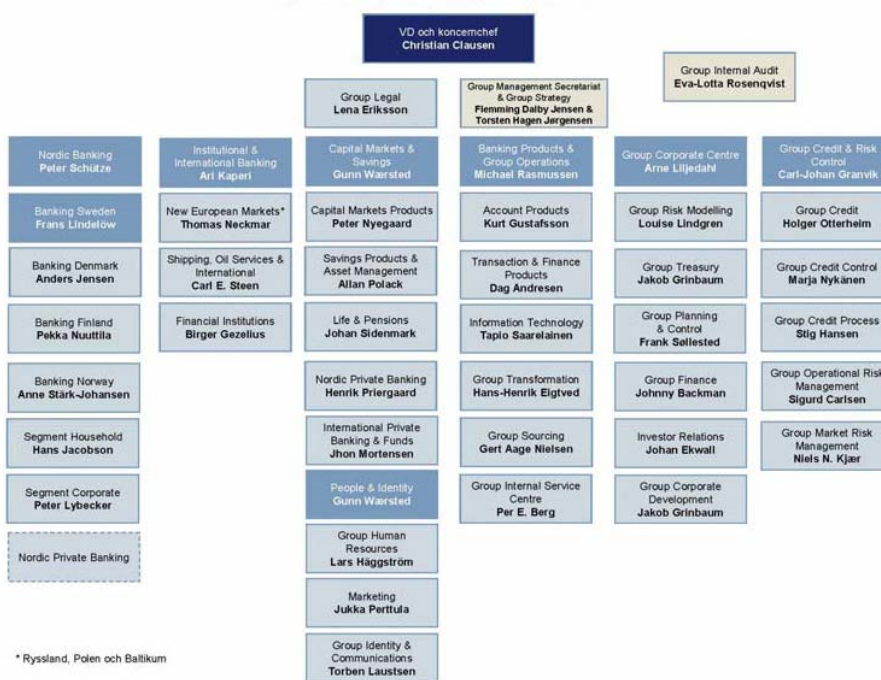 VD och koncernchef
Christian Clausen
Group Internal Audit
Eva-Lotta Rosenqvist
Group Legal
Lena Eriksson
Group Management Secretariat
& Group Strategy
Flemming Dalby Jensen &
Torsten Hagen Jørgensen
Nordic Banking
Peter Schütze
Banking Sweden
Frans Lindelöw
Banking Denmark
Anders Jensen
Banking Finland
Pekka Nuuttila
Banking Norway
Anne Stärk-Johansen
Segment Household
Hans Jacobson
Segment Corporate
Peter Lybecker
Nordic Private Banking
Institutional &
International Banking
Ari Kaperi
New European Markets*
Thomas Neckmar
Shipping, Oil Services &
International
Carl E. Steen
Financial Institutions
Birger Gezelius
Capital Markets &
Savings
Gunn Wærsted
Capital Markets Products
Peter Nyegaard
Savings Products &
Asset Management
Allan Polack
Life & Pensions
Johan Sidenmark
Nordic Private Banking
Henrik Priergaard
International Private
Banking & Funds
Jhon Mortensen
People & Identity
Gunn Wærsted
Group Human
Resources
Lars Häggström
Marketing
Jukka Perttula
Group Identity &
Communications
Torben Laustsen
Banking Products &
Group Operations
Michael Rasmussen
Account Products
Kurt Gustafsson
Transaction & Finance
Products
Dag Andresen
Information Technology
Tapio Saarelainen
Group Transformation
Hans-Henrik Eigtved
Group Sourcing
Gert Aage Nielsen
Group Internal Service
Centre
Per E. Berg
Group Corporate Centre
Arne Liljedahl
Group Risk Modelling
Louise Lindgren
Group Treasury
Jakob Grinbaum
Group Planning
& Control
Frank Søllested
Group Finance
Johnny Backman
Investor Relations
Johan Ekwall
Group Corporate
Development
Jakob Grinbaum
Group Credit & Risk
Control
Carl-Johan Granvik
Group Credit
Holger Otterheim
Group Credit Control
Marja Nykänen
Group Credit Process
Stig Hansen
Group Operational Risk
Management
Sigurd Carlsen
Group Market Risk
Management
Niels N. Kjær
* Ryssland, Polen och Baltikum